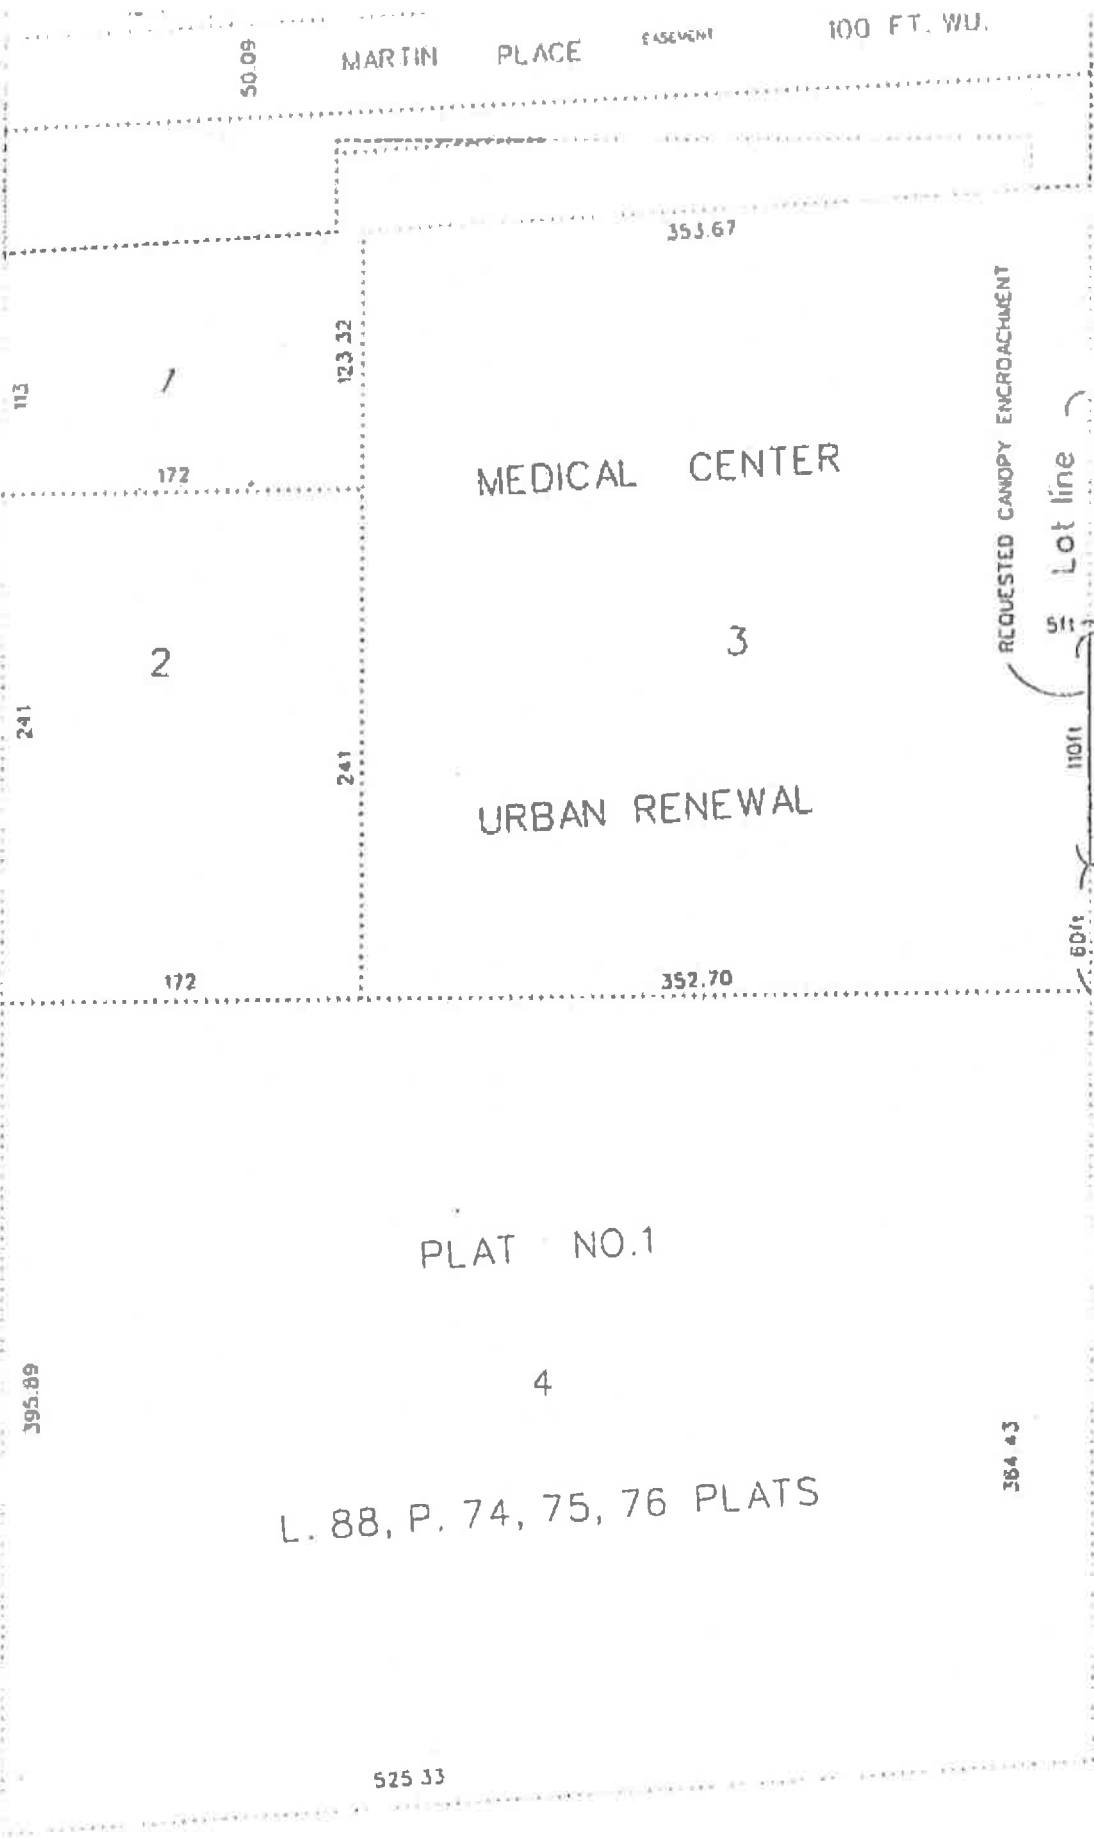 50.09
MARTIN PLACE EASEMENT 100 FT. WD.
353.67
123 32
113
1
172
REQUESTED CANOPY ENCROACHMENT
Lot line
MEDICAL CENTER
2
3
5ft
241
241
110ft
URBAN RENEWAL
60ft
172
352.70
PLAT NO.1
4
395.89
364 43
L. 88, P. 74, 75, 76 PLATS
525 33